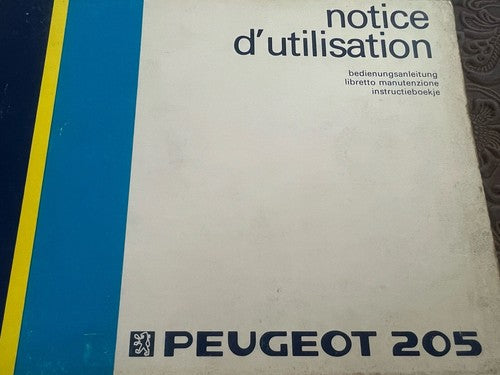 notice
d'utilisation
bedienungsanleitung
libretto manutenzione
instructieboekje
PEUGEOT 205